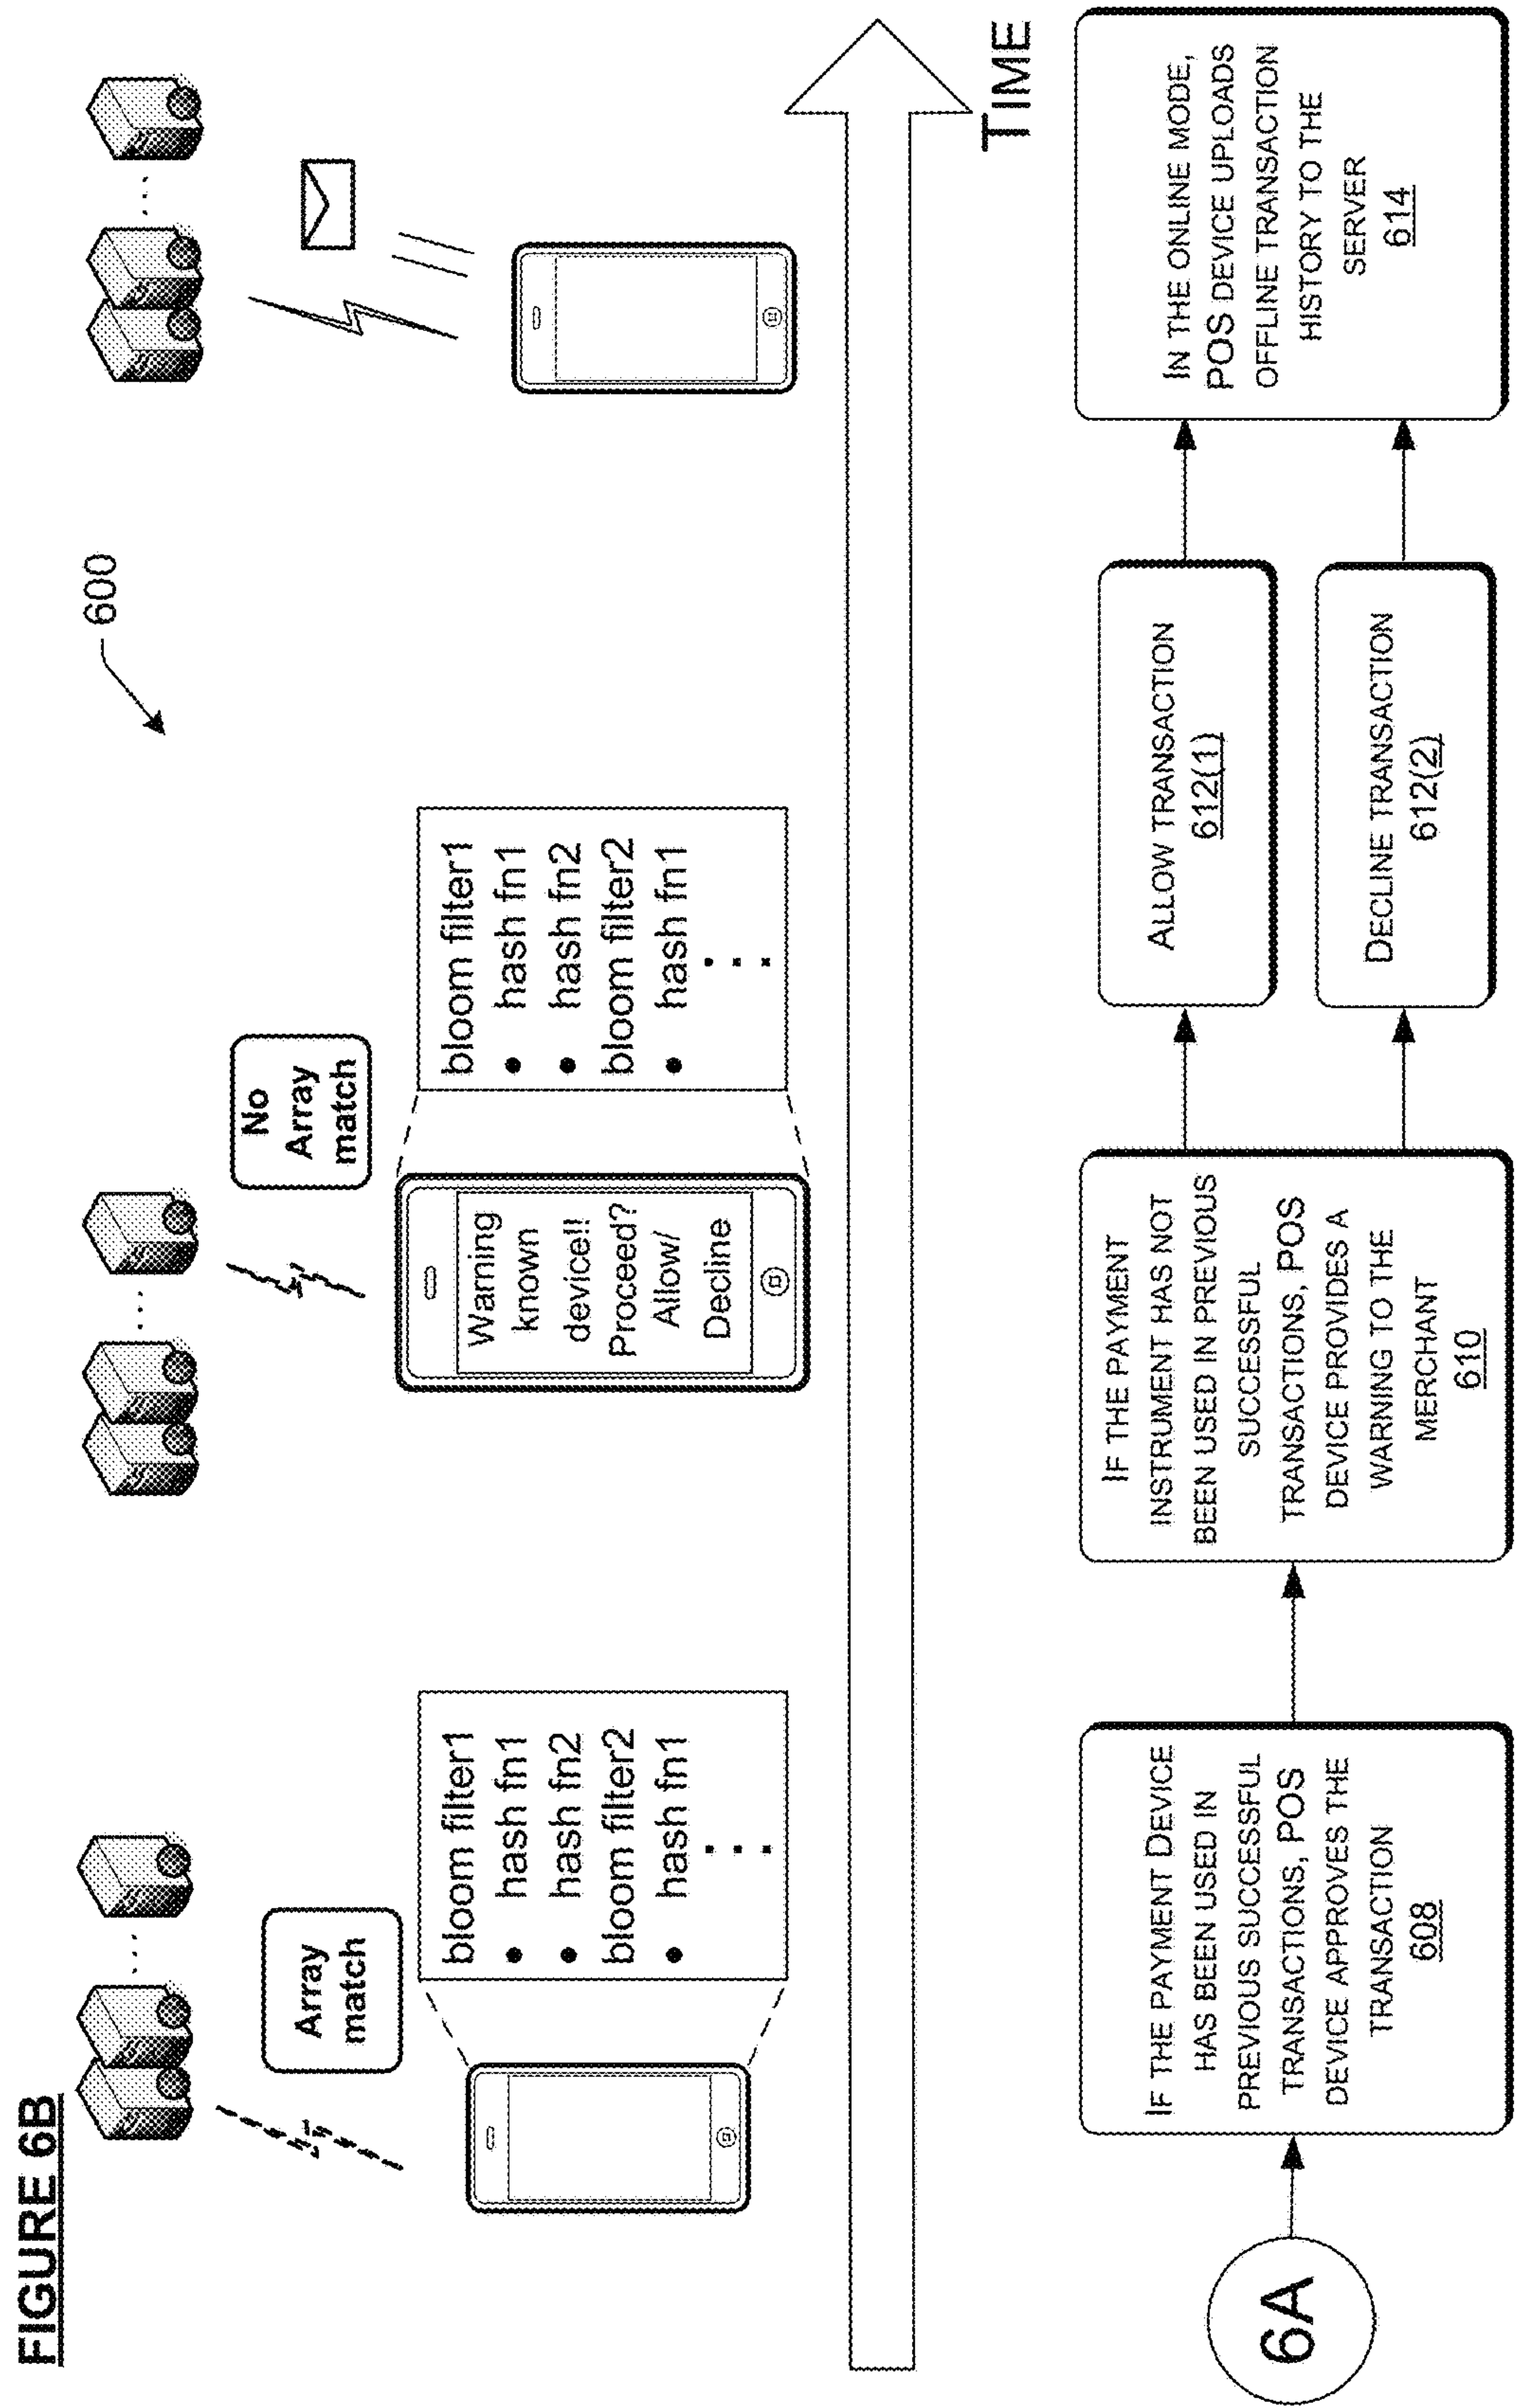 FIGURE 6B
600
Array
match
bloom filter1
• hash fn1
• hash fn2
bloom filter2
• hash fn1
No
Array
match
Warning
known
device!!
Proceed?
Allow/
Decline
bloom filter1
• hash fn1
• hash fn2
bloom filter2
• hash fn1
TIME
6A
IF THE PAYMENT DEVICE
HAS BEEN USED IN
PREVIOUS SUCCESSFUL
TRANSACTIONS, POS
DEVICE APPROVES THE
TRANSACTION
608
IF THE PAYMENT
INSTRUMENT HAS NOT
BEEN USED IN PREVIOUS
SUCCESSFUL
TRANSACTIONS, POS
DEVICE PROVIDES A
WARNING TO THE
MERCHANT
610
ALLOW TRANSACTION
612(1)
DECLINE TRANSACTION
612(2)
IN THE ONLINE MODE,
POS DEVICE UPLOADS
OFFLINE TRANSACTION
HISTORY TO THE
SERVER
614